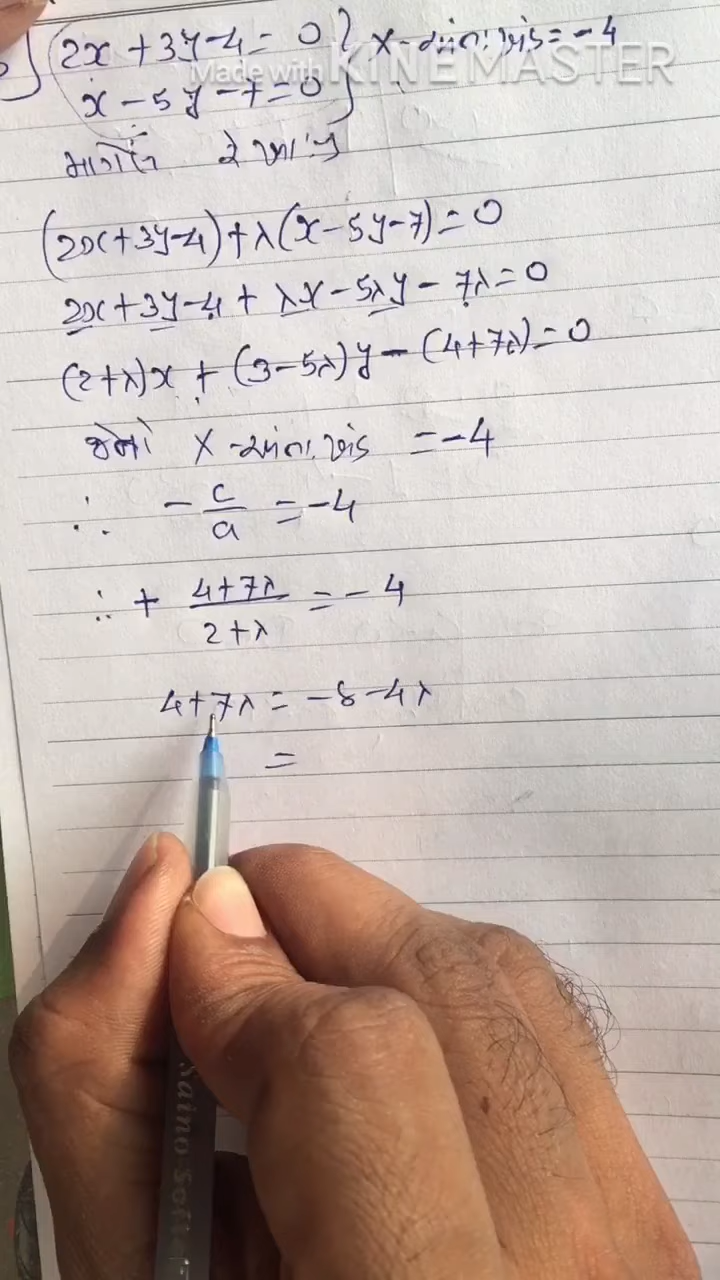 2x + 3y - 4 = 0 } x - અંતઃખંડ = -4
Made with KINEMASTER
x - 5y - 7 = 0
માગેલ રેખાનું
(2x+3y-4)+λ(x-5y-7)=0
2x+3y-4 + λx-5λy - 7λ=0
(2+λ)x + (3-5λ)y - (4+7λ)=0
જેનો x -અંતઃખંડ = -4
∴ - c/a = -4
∴ + 4+7λ/2+λ = -4
4+7λ = -8-4λ
=
Saino Soft